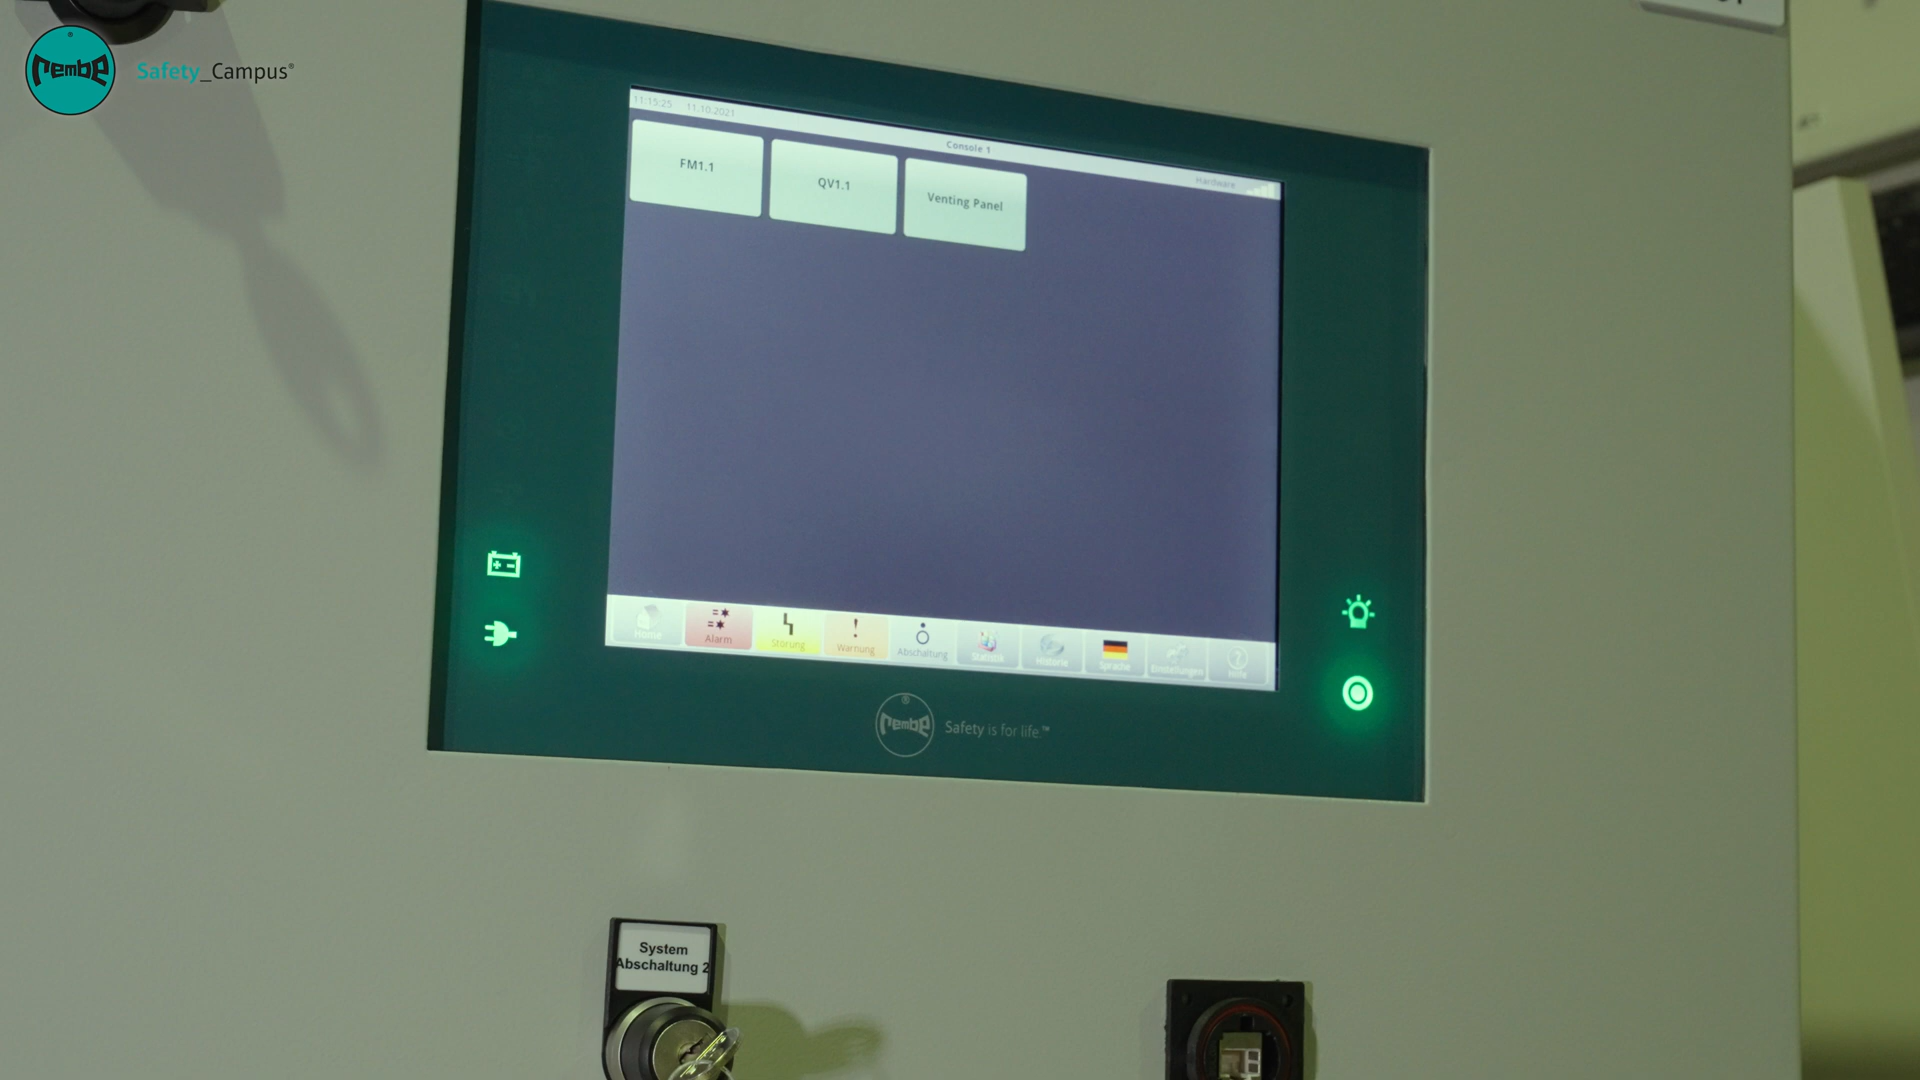 rembe
Safety_Campus®
11:15:25 11.10.2021
Console 1
Hardware
FM1.1
QV1.1
Venting Panel
Home
Alarm
Störung
Warnung
Abschaltung
Statistik
Historie
Sprache
Einstellungen
Hilfe
rembe
Safety is for life.™
System
Abschaltung 2